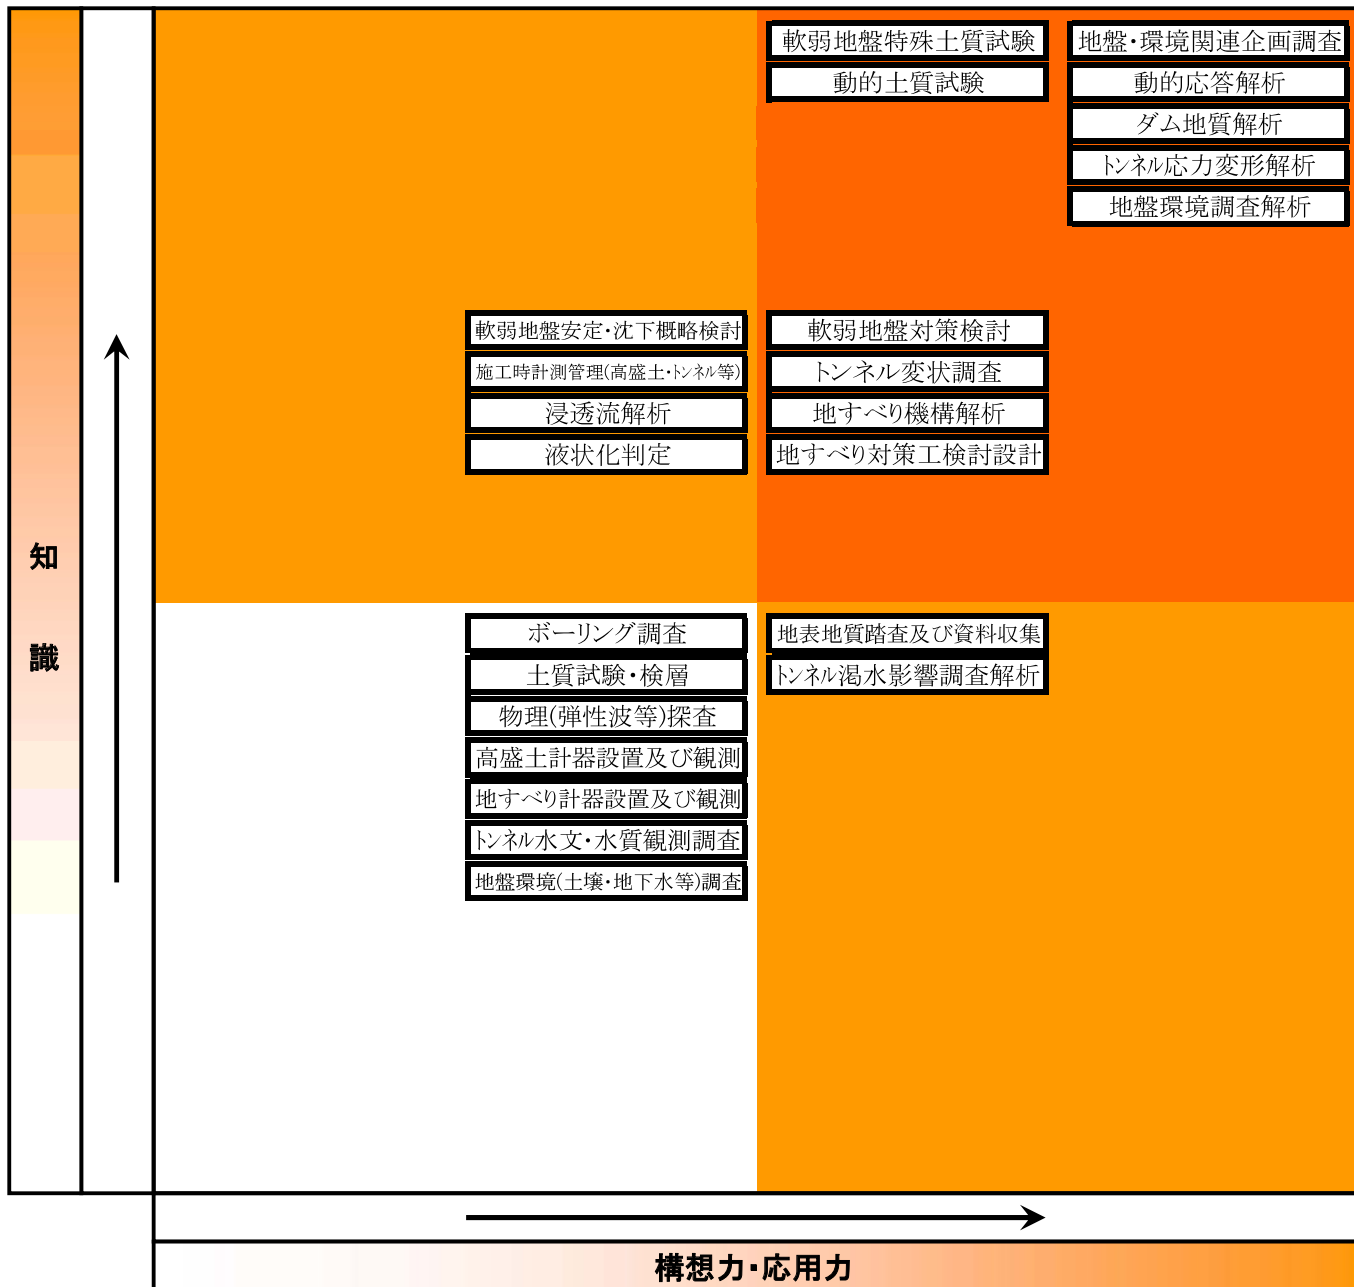 軟弱地盤特殊土質試験
動的土質試験
地盤・環境関連企画調査
動的応答解析
ダム地質解析
トンネル応力変形解析
地盤環境調査解析
軟弱地盤安定・沈下概略検討
施工時計測管理(高盛土・トンネル等)
浸透流解析
液状化判定
軟弱地盤対策検討
トンネル変状調査
地すべり機構解析
地すべり対策工検討設計
知
識
ボーリング調査
土質試験・検層
物理(弾性波等)探査
高盛土計器設置及び観測
地すべり計器設置及び観測
トンネル水文・水質観測調査
地盤環境(土壌・地下水等)調査
地表地質踏査及び資料収集
トンネル渇水影響調査解析
構想力・応用力